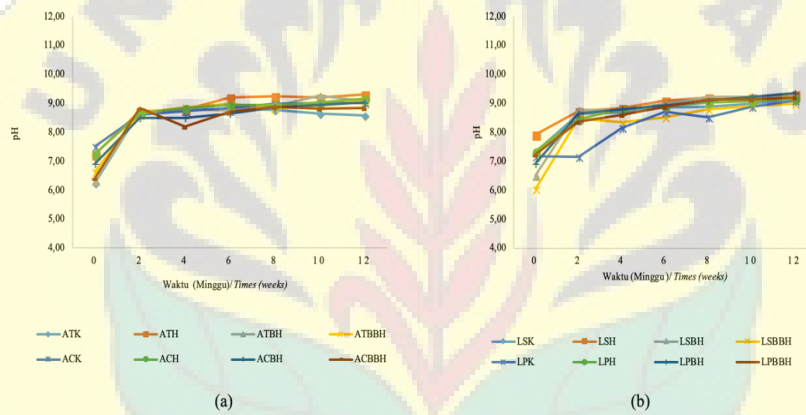 12,00
11,00
10,00
9,00
8,00
7,00
6,00
5,00
4,00
pH
0 2 4 6 8 10 12
Waktu (Minggu)/ Times (weeks)
ATK ATH ATBH ATBBH
ACK ACH ACBH ACBBH
(a)
12,00
11,00
10,00
9,00
8,00
7,00
6,00
5,00
4,00
pH
0 2 4 6 8 10 12
Waktu (Minggu)/ Times (weeks)
LSK LSH LSBH LSBBH
LPK LPH LPBH LPBBH
(b)